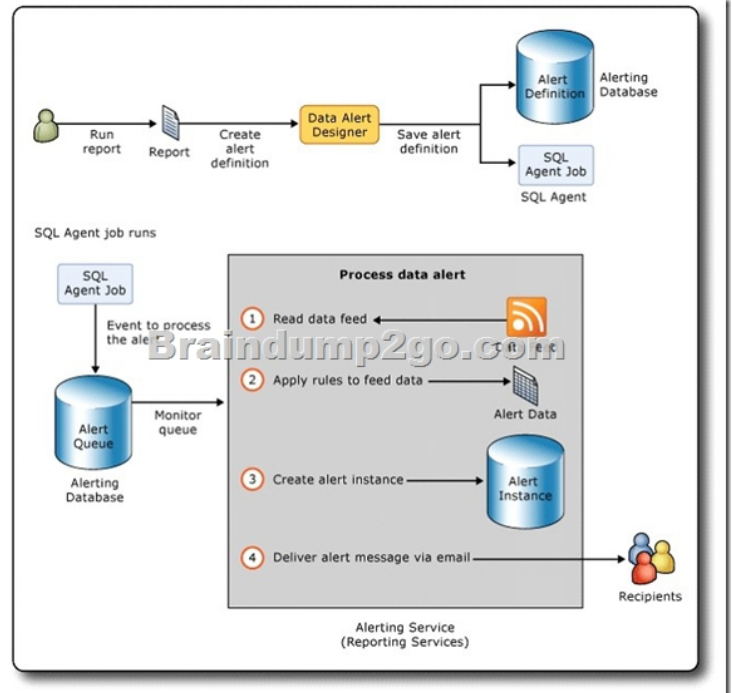 Run
report
Report
Create
alert
definition
Data Alert
Designer
Save alert
definition
Alert
Definition
Alerting
Database
SQL
Agent Job
SQL Agent
SQL Agent job runs
SQL
Agent Job
Event to process
the alert
Alert
Queue
Alerting
Database
Monitor
queue
Process data alert
1 Read data feed
Braindump2go.com
2 Apply rules to feed data
Alert Data
3 Create alert instance
Alert
Instance
4 Deliver alert message via email
Recipients
Alerting Service
(Reporting Services)